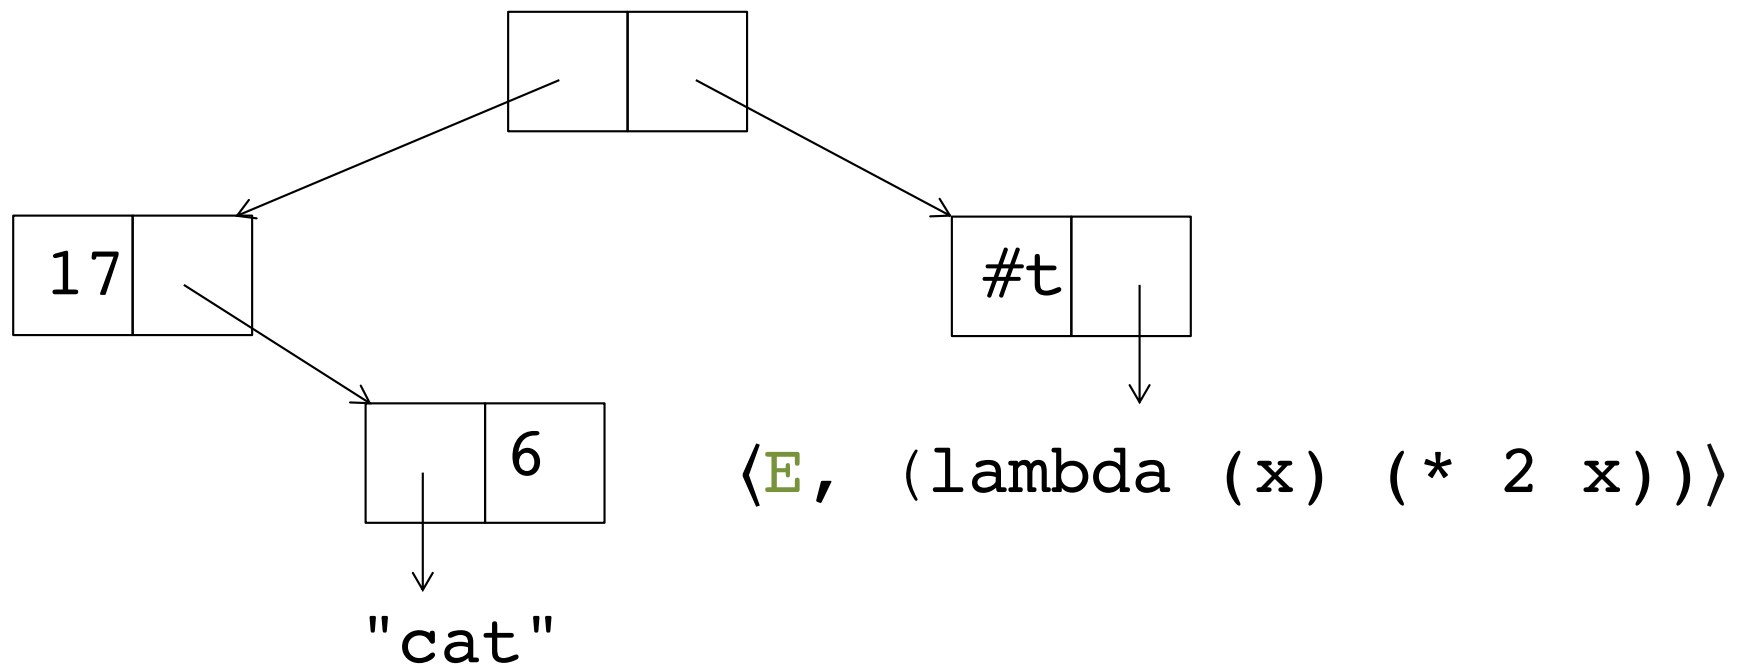 17
#t
6
⟨E, (lambda (x) (* 2 x))⟩
"cat"